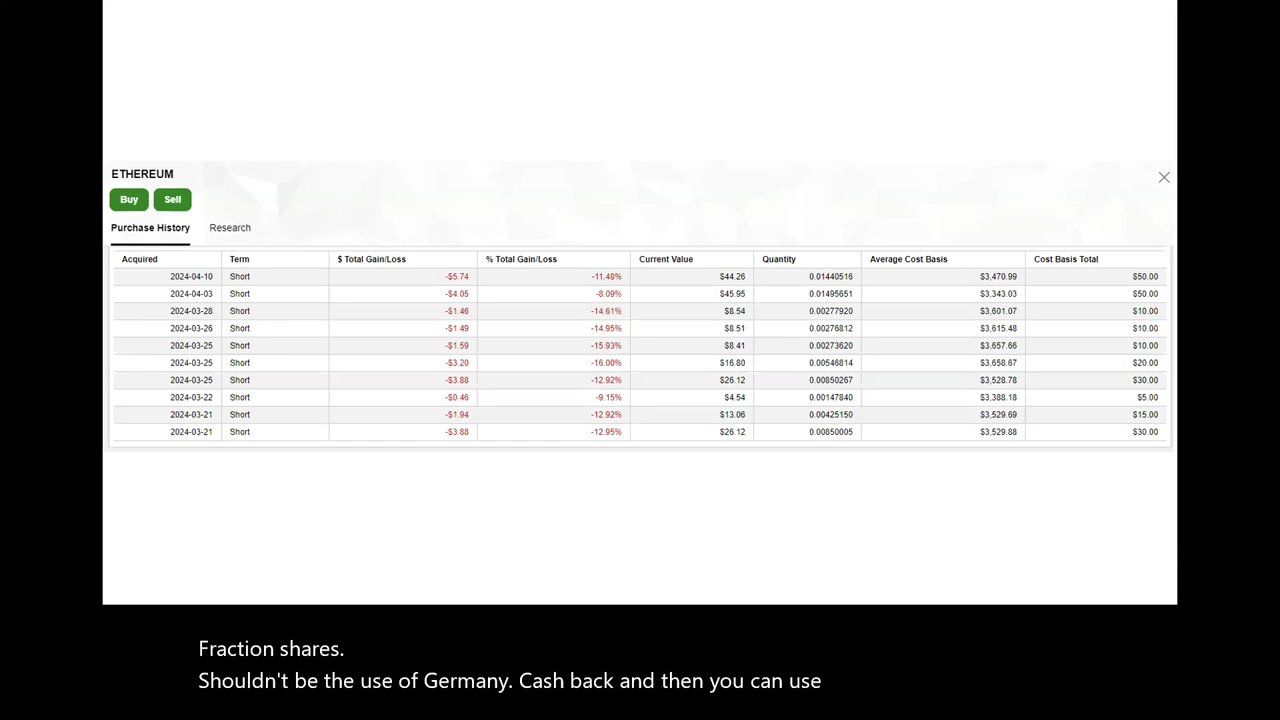 ETHEREUM
Buy Sell
Purchase History Research
Acquired Term $ Total Gain/Loss % Total Gain/Loss Current Value Quantity Average Cost Basis Cost Basis Total
2024-04-10 Short -$5.74 -11.48% $44.26 0.01440516 $3,470.99 $50.00
2024-04-03 Short -$4.05 -8.09% $45.95 0.01495651 $3,343.03 $50.00
2024-03-28 Short -$1.46 -14.61% $8.54 0.00277920 $3,601.07 $10.00
2024-03-26 Short -$1.49 -14.95% $8.51 0.00276812 $3,615.48 $10.00
2024-03-25 Short -$1.59 -15.93% $8.41 0.00273620 $3,657.66 $10.00
2024-03-25 Short -$3.20 -16.00% $16.80 0.00546814 $3,658.67 $20.00
2024-03-25 Short -$3.88 -12.92% $26.12 0.00850267 $3,528.78 $30.00
2024-03-22 Short -$0.46 -9.15% $4.54 0.00147840 $3,388.18 $5.00
2024-03-21 Short -$1.94 -12.92% $13.06 0.00425150 $3,529.69 $15.00
2024-03-21 Short -$3.88 -12.95% $26.12 0.00850005 $3,529.88 $30.00
Fraction shares.
Shouldn't be the use of Germany. Cash back and then you can use